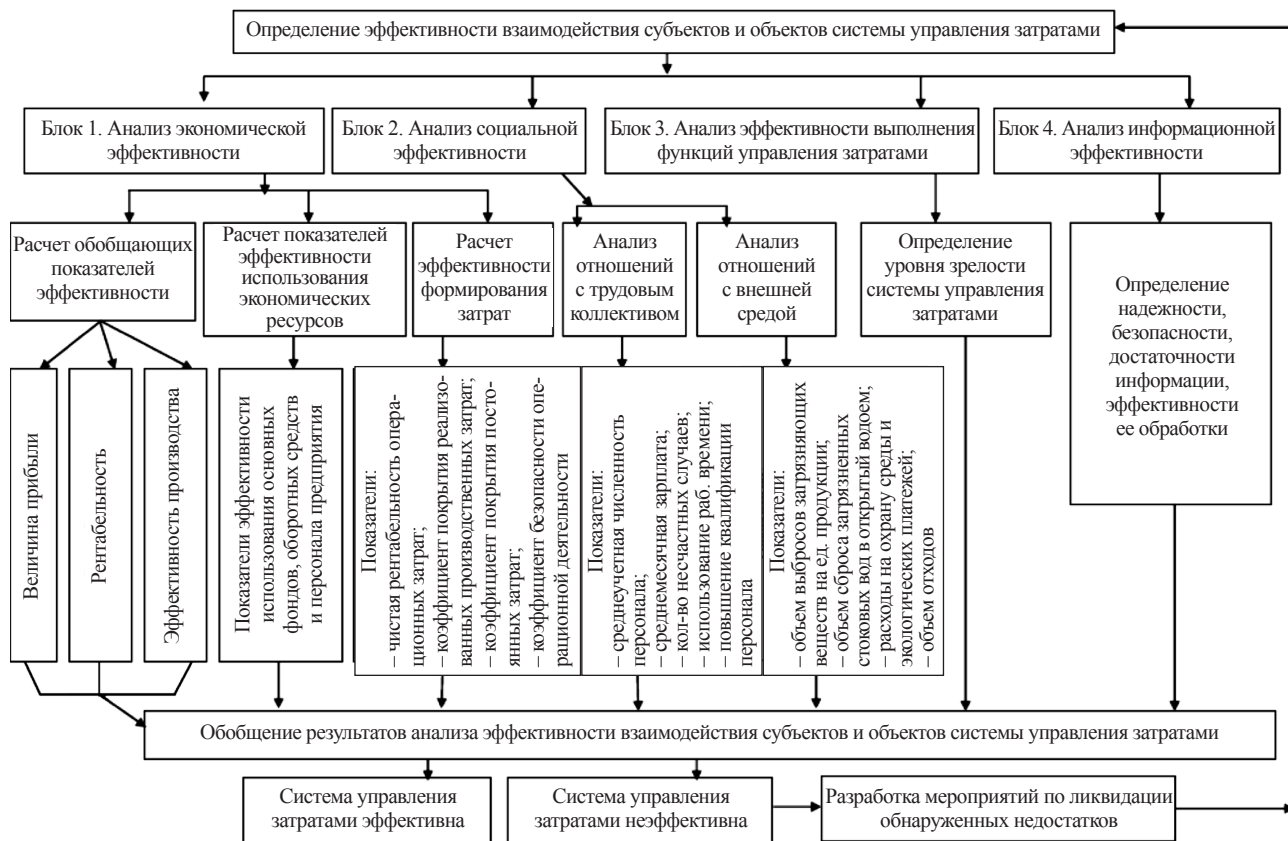 Определение эффективности взаимодействия субъектов и объектов системы управления затратами
Блок 1. Анализ экономической
эффективности
Блок 2. Анализ социальной
эффективности
Блок 3. Анализ эффективности выполнения
функций управления затратами
Блок 4. Анализ информационной
эффективности
Расчет обобщающих
показателей
эффективности
Расчет показателей
эффективности
использования
экономических
ресурсов
Расчет
эффективности
формирования
затрат
Анализ
отношений
с трудовым
коллективом
Анализ
отношений
с внешней
средой
Определение
уровня зрелости
системы управления
затратами
Определение
надежности,
безопасности,
достаточности
информации,
эффективности
ее обработки
Величина прибыли
Рентабельность
Эффективность производства
Показатели эффективности
использования основных
фондов, оборотных средств
и персонала предприятия
Показатели:
– чистая рентабельность опера-
ционных затрат;
– коэффициент покрытия реализо-
ванных производственных затрат;
– коэффициент покрытия посто-
янных затрат;
– коэффициент безопасности опе-
рационной деятельности
Показатели:
– среднеучетная численность
персонала;
– среднемесячная зарплата;
– кол-во несчастных случаев;
– использование раб. времени;
– повышение квалификации
персонала
Показатели:
– объем выбросов загрязняющих
веществ на ед. продукции;
– объем сброса загрязненных
стоковых вод в открытый водоем;
– расходы на охрану среды и
экологических платежей;
– объем отходов
Обобщение результатов анализа эффективности взаимодействия субъектов и объектов системы управления затратами
Система управления
затратами эффективна
Система управления
затратами неэффективна
Разработка мероприятий по ликвидации
обнаруженных недостатков